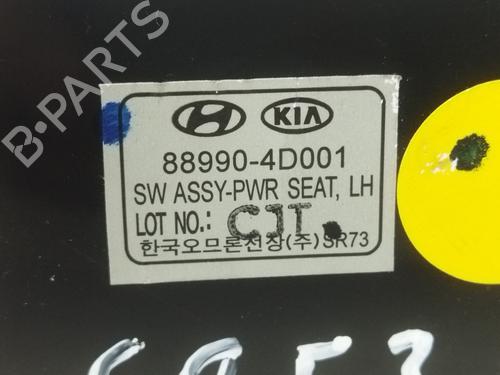 B-PARTS
KIA
88990-4D001
SW ASSY-PWR SEAT, LH
LOT NO.: CJT.
한국오므론전장(주) SR73